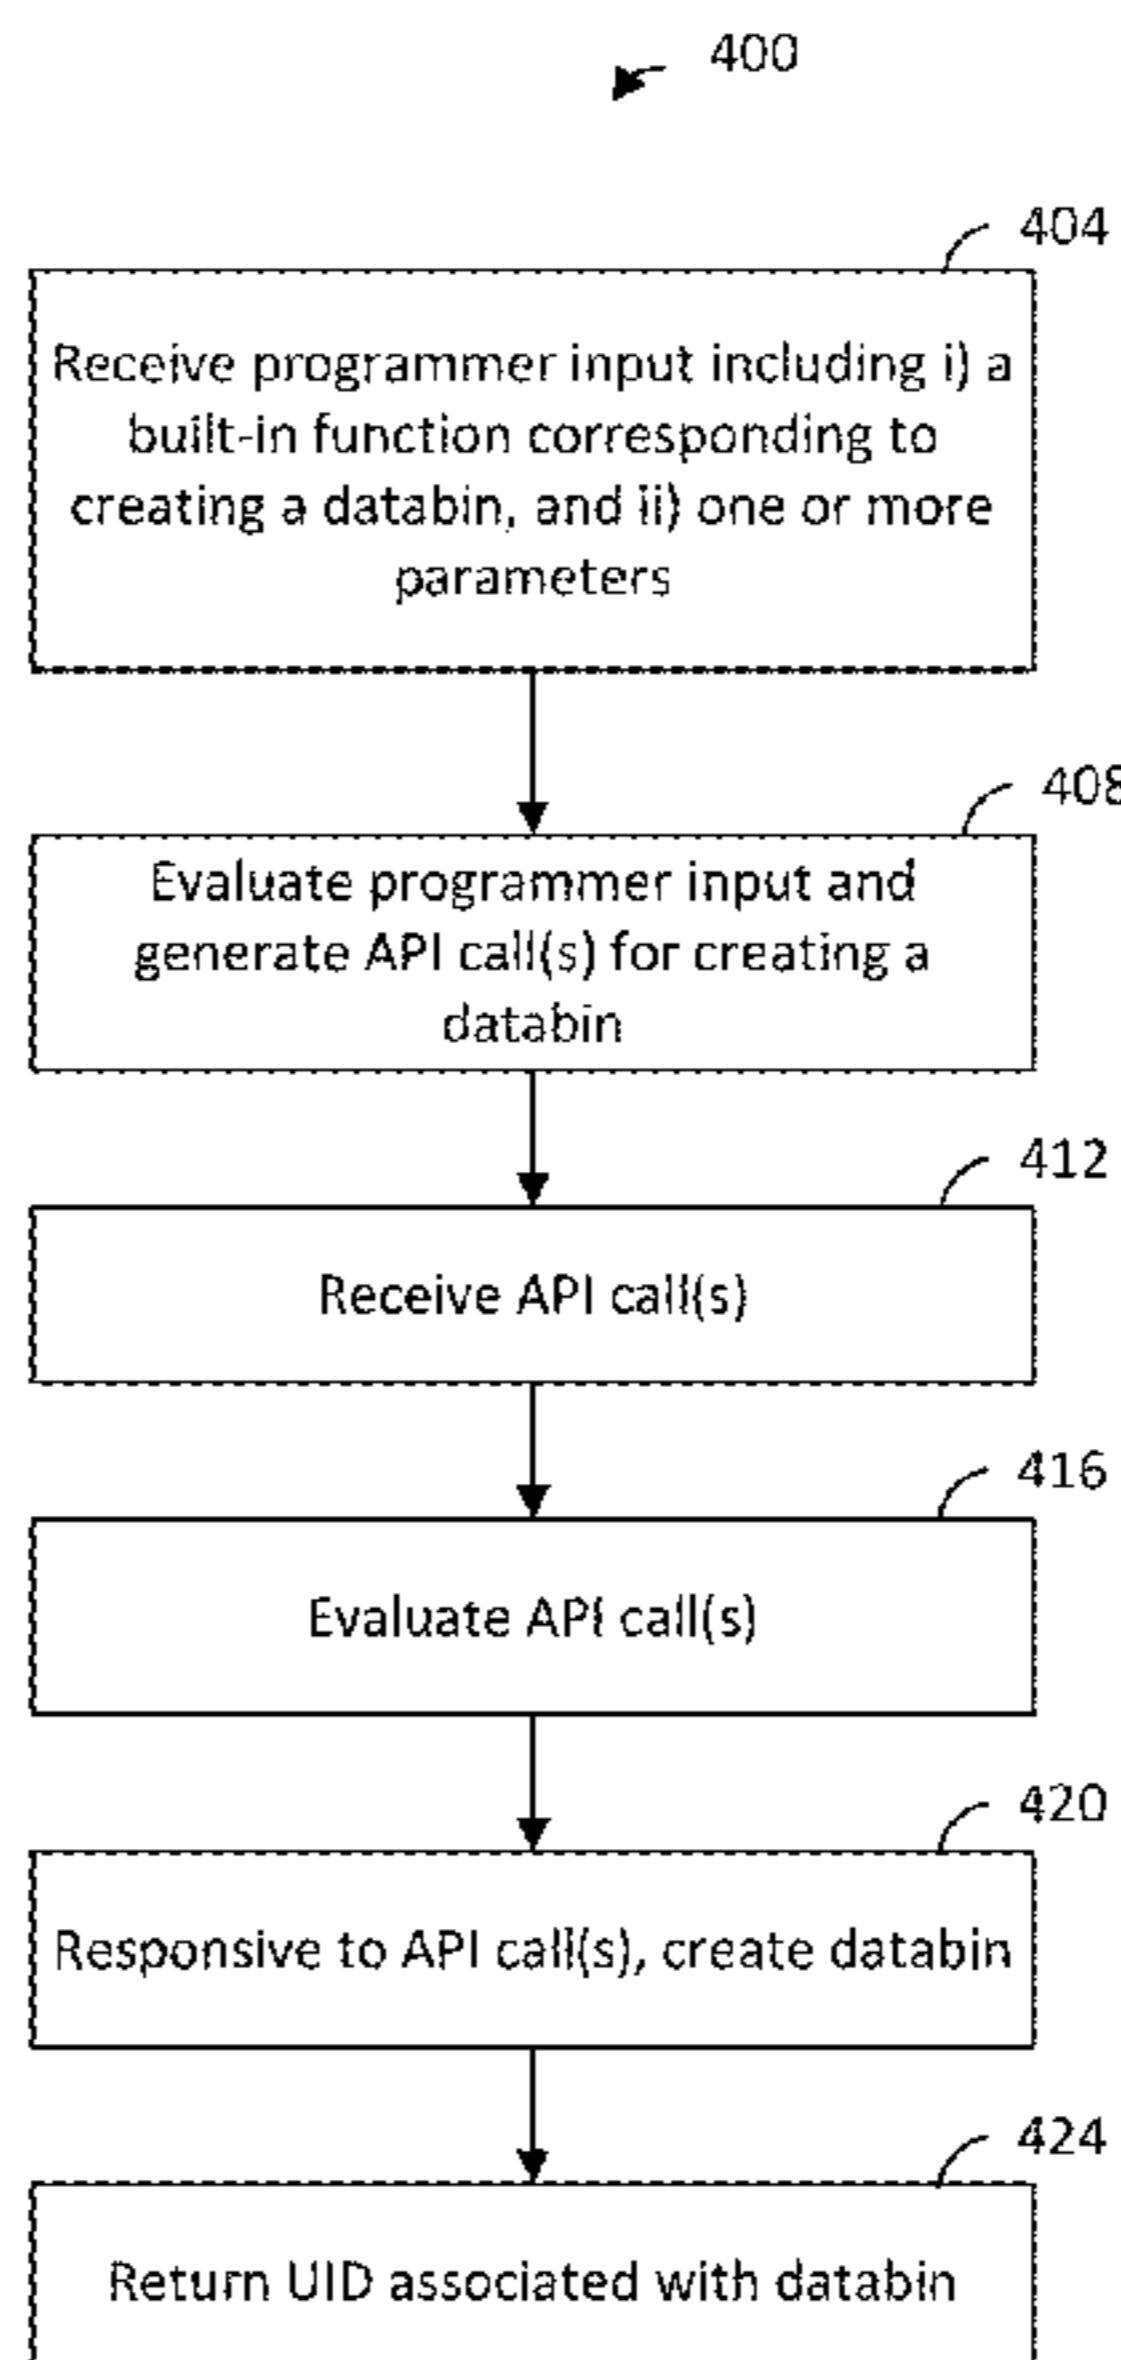 400
404
Receive programmer input including i) a
built-in function corresponding to
creating a databin, and ii) one or more
parameters
408
Evaluate programmer input and
generate API call(s) for creating a
databin
412
Receive API call(s)
416
Evaluate API call(s)
420
Responsive to API call(s), create databin
424
Return UID associated with databin